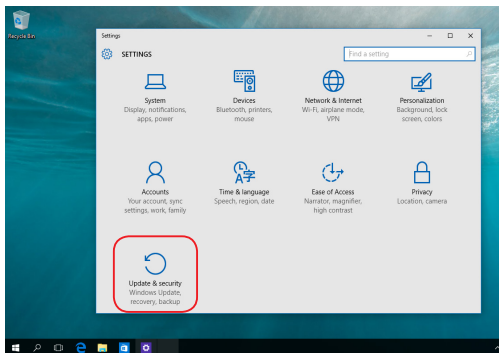 Recycle Bin
Settings
SETTINGS
Find a setting
System
Display, notifications,
apps, power
Devices
Bluetooth, printers,
mouse
Network & Internet
Wi-Fi, airplane mode,
VPN
Personalization
Background, lock
screen, colors
Accounts
Your account, sync
settings, work, family
Time & language
Speech, region, date
Ease of Access
Narrator, magnifier,
high contrast
Privacy
Location, camera
Update & security
Windows Update,
recovery, backup